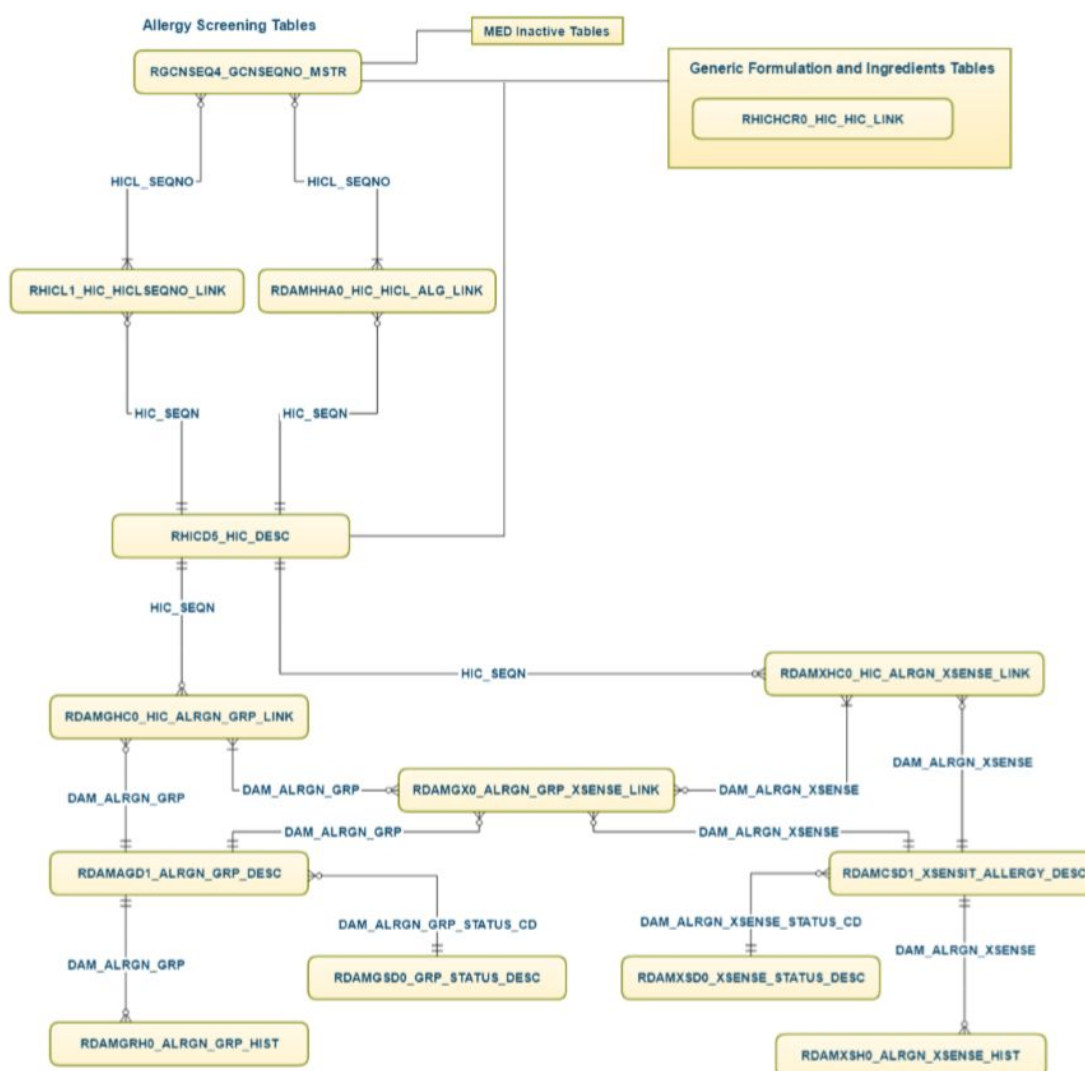 Allergy Screening Tables
MED Inactive Tables
RGCNSEQ4_GCNSEQNO_MSTR
Generic Formulation and Ingredients Tables
RHICHCR0_HIC_HIC_LINK
HICL_SEQNO
HICL_SEQNO
RHICL1_HIC_HICLSEQNO_LINK
RDAMHHA0_HIC_HICL_ALG_LINK
HIC_SEQN
HIC_SEQN
RHICD5_HIC_DESC
HIC_SEQN
HIC_SEQN
RDAMXHC0_HIC_ALRGN_XSENSE_LINK
RDAMGHC0_HIC_ALRGN_GRP_LINK
DAM_ALRGN_XSENSE
DAM_ALRGN_GRP
DAM_ALRGN_GRP
RDAMGX0_ALRGN_GRP_XSENSE_LINK
DAM_ALRGN_XSENSE
DAM_ALRGN_GRP
DAM_ALRGN_XSENSE
RDAMAGD1_ALRGN_GRP_DESC
RDAMCSD1_XSENSIT_ALLERGY_DESC
DAM_ALRGN_GRP_STATUS_CD
DAM_ALRGN_XSENSE_STATUS_CD
DAM_ALRGN_GRP
DAM_ALRGN_XSENSE
RDAMGSD0_GRP_STATUS_DESC
RDAMXSD0_XSENSE_STATUS_DESC
RDAMGRH0_ALRGN_GRP_HIST
RDAMXSH0_ALRGN_XSENSE_HIST